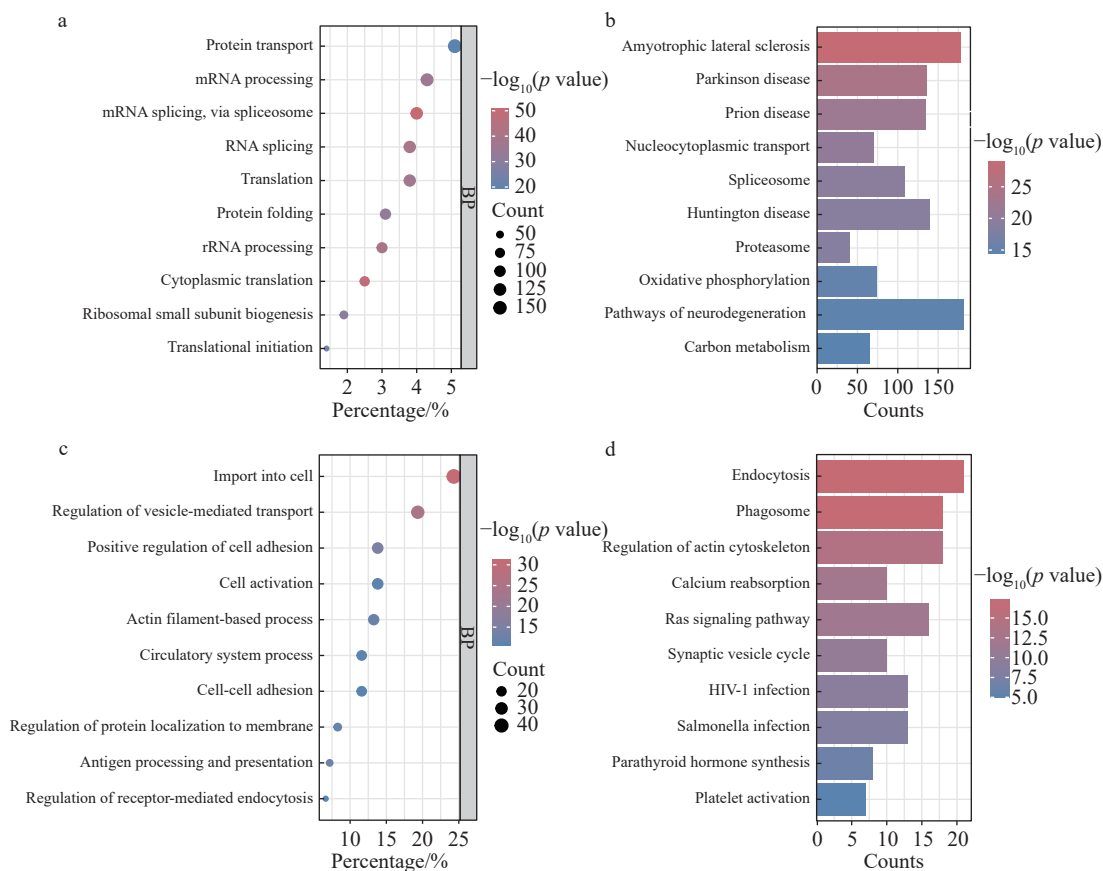 a
Protein transport
mRNA processing
mRNA splicing, via spliceosome
RNA splicing
Translation
Protein folding
rRNA processing
Cytoplasmic translation
Ribosomal small subunit biogenesis
Translational initiation
2 3 4 5
Percentage/%
BP
−log10(p value)
50
40
30
20
Count
50
75
100
125
150
b
Amyotrophic lateral sclerosis
Parkinson disease
Prion disease
Nucleocytoplasmic transport
Spliceosome
Huntington disease
Proteasome
Oxidative phosphorylation
Pathways of neurodegeneration
Carbon metabolism
0 50 100 150
Counts
−log10(p value)
25
20
15
c
Import into cell
Regulation of vesicle-mediated transport
Positive regulation of cell adhesion
Cell activation
Actin filament-based process
Circulatory system process
Cell-cell adhesion
Regulation of protein localization to membrane
Antigen processing and presentation
Regulation of receptor-mediated endocytosis
10 15 20 25
Percentage/%
BP
−log10(p value)
30
25
20
15
Count
20
30
40
d
Endocytosis
Phagosome
Regulation of actin cytoskeleton
Calcium reabsorption
Ras signaling pathway
Synaptic vesicle cycle
HIV-1 infection
Salmonella infection
Parathyroid hormone synthesis
Platelet activation
0 5 10 15 20
Counts
−log10(p value)
15.0
12.5
10.0
7.5
5.0